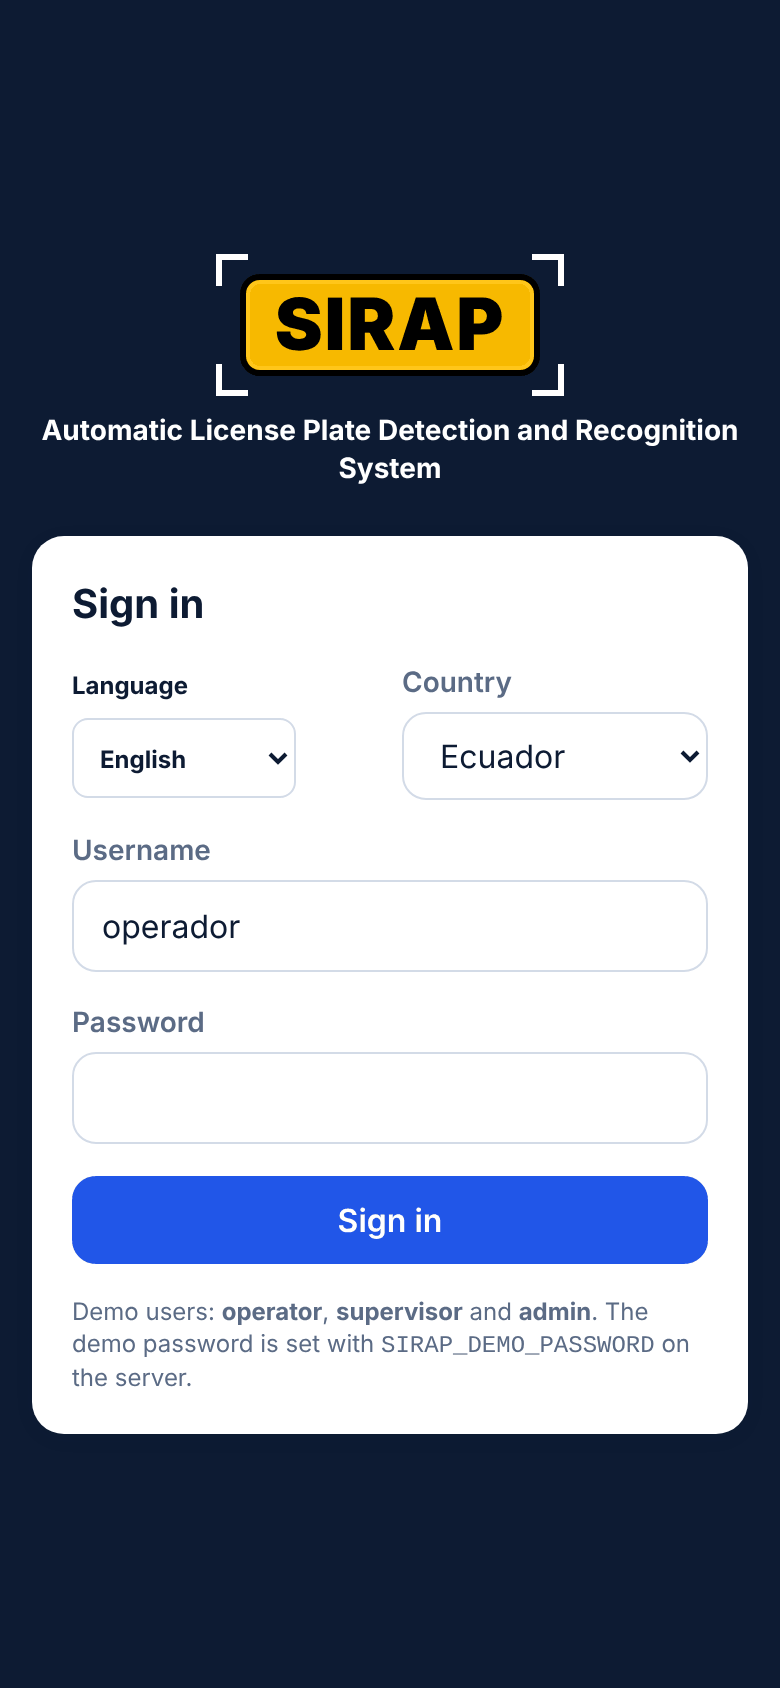 SIRAP
Automatic License Plate Detection and Recognition
System
Sign in
Language
Country
English
Ecuador
Username
operador
Password
Sign in
Demo users: operator, supervisor and admin. The
demo password is set with SIRAP_DEMO_PASSWORD on
the server.